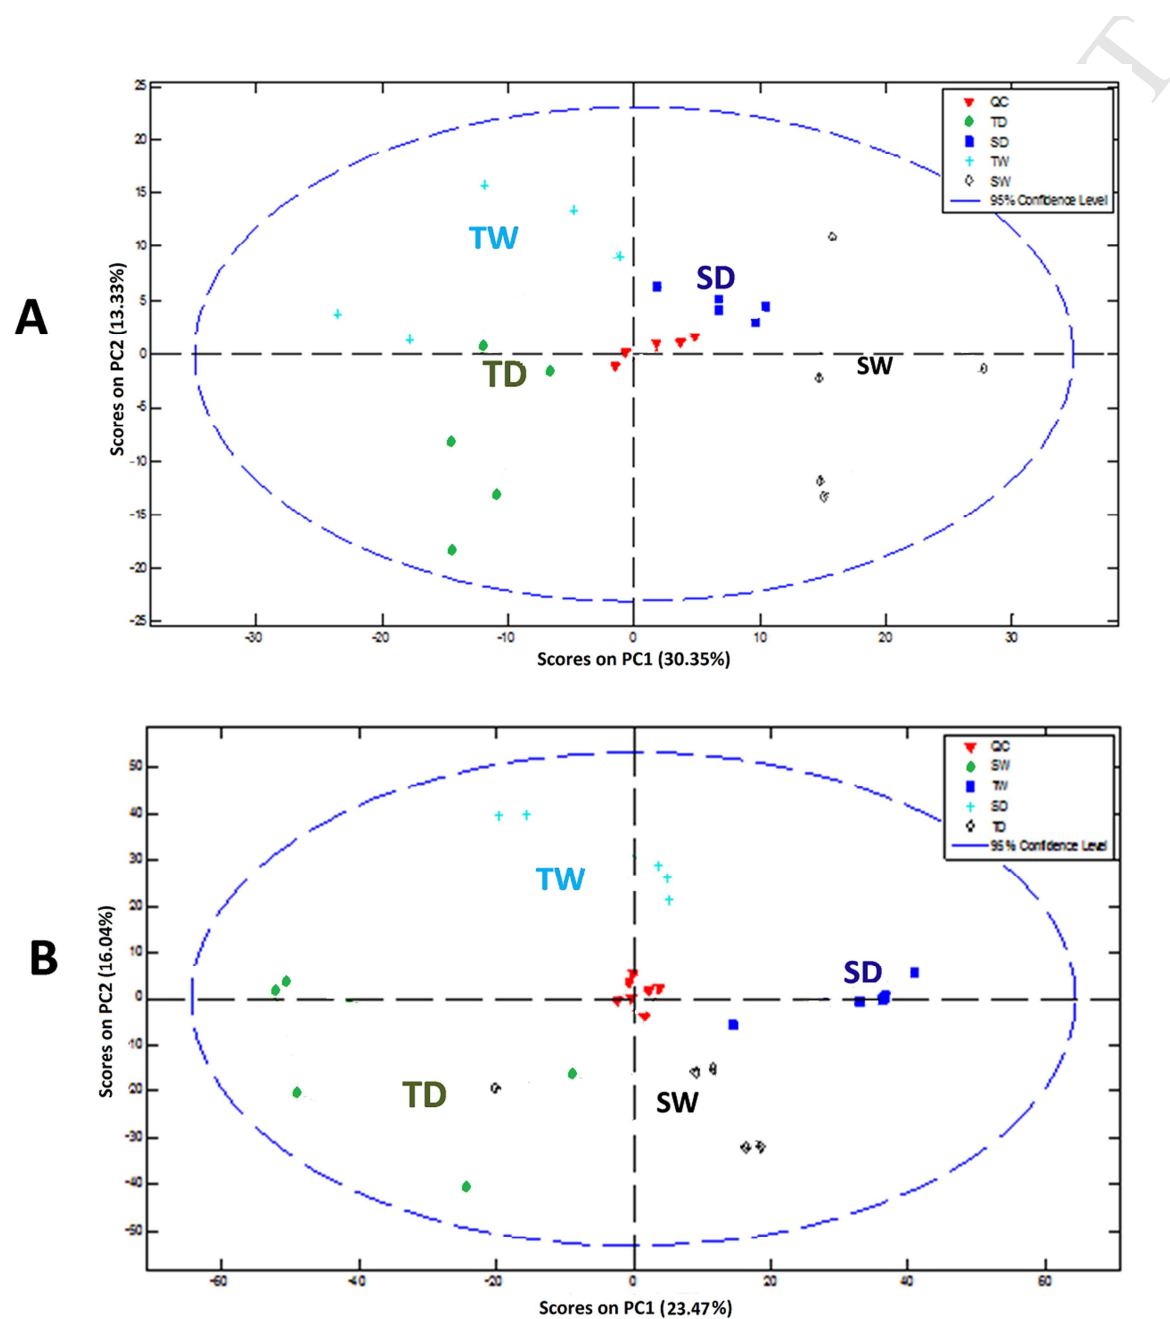 T
25
20
15
10
5
0
-5
-10
-15
-20
-25
-30
-20
-10
0
10
20
30
Scores on PC2 (13.33%)
Scores on PC1 (30.35%)
A
TW
SD
TD
SW
QC
TD
SD
TW
SW
95% Confidence Level
50
40
30
20
10
0
-10
-20
-30
-40
-50
-60
-40
-20
0
20
40
60
Scores on PC2 (16.04%)
Scores on PC1 (23.47%)
B
TW
SD
TD
SW
QC
SW
TW
SD
TD
95% Confidence Level